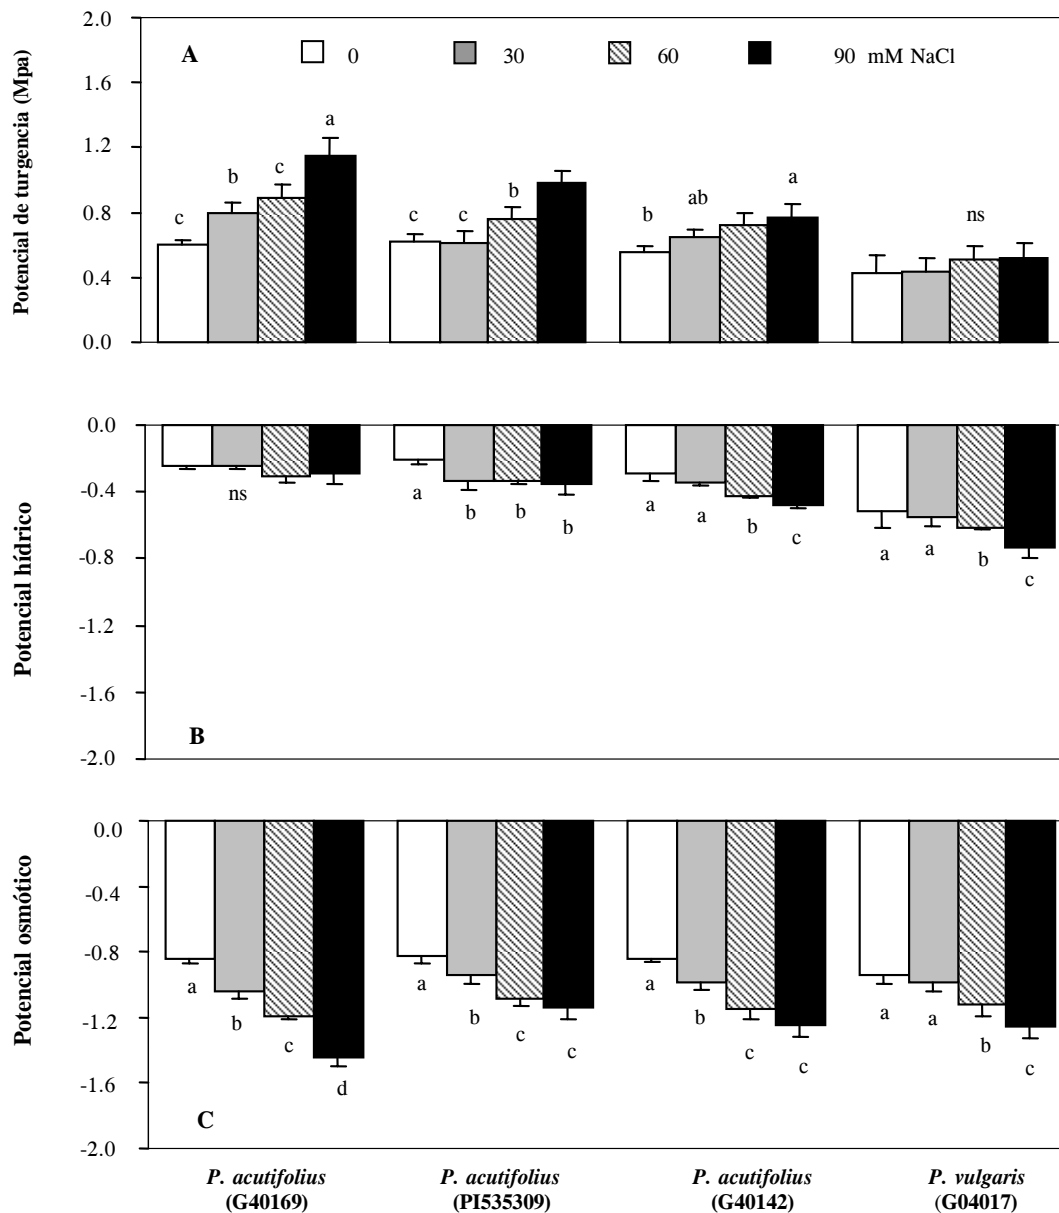 2.0
A 0 30 60 90 mM NaCl
1.6
1.2
0.8
0.4
0.0
Potencial de turgencia (Mpa)
c b c a
c c b
b ab a
ns
0.0
-0.4
-0.8
-1.2
-1.6
-2.0
Potencial hídrico
ns
a b b b
a a b c
a a b c
B
0.0
-0.4
-0.8
-1.2
-1.6
-2.0
Potencial osmótico
a b c d
a b c c
a b c c
a a b c
C
P. acutifolius
(G40169)
P. acutifolius
(PI535309)
P. acutifolius
(G40142)
P. vulgaris
(G04017)